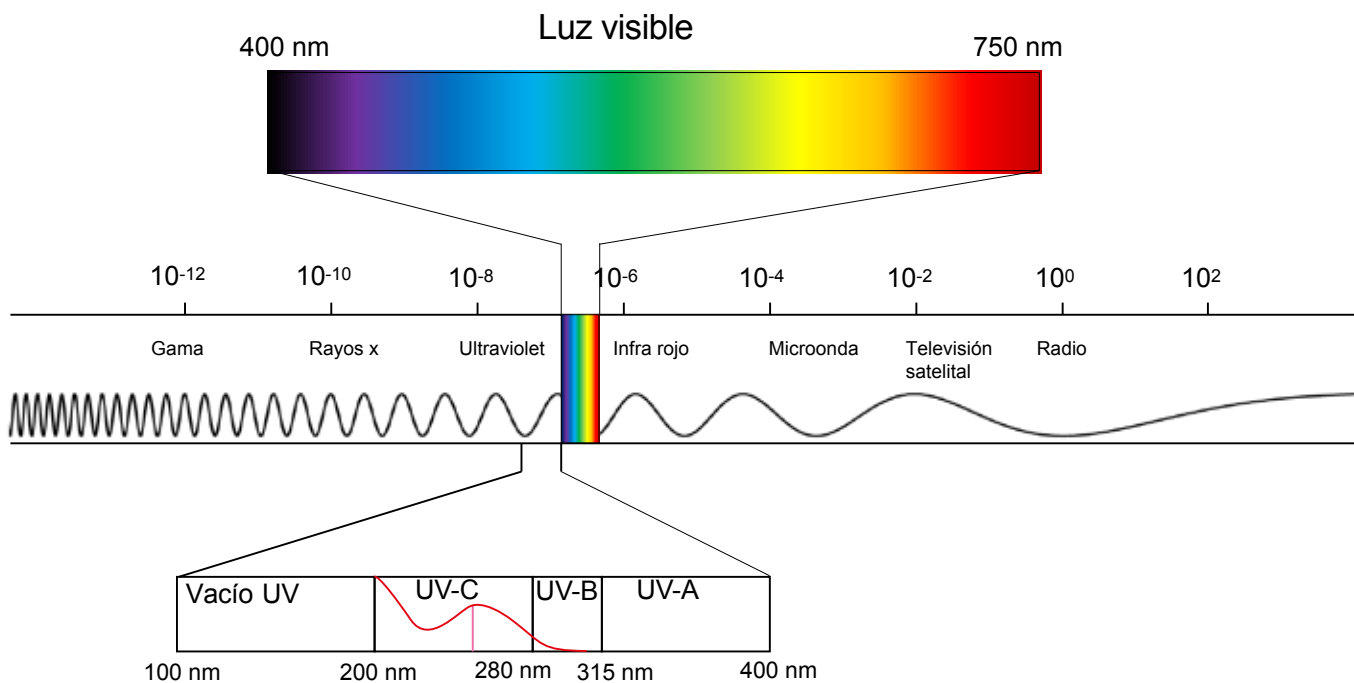 Luz visible
400 nm 750 nm
10-12 10-10 10-8 10-6 10-4 10-2 100 102
Gama Rayos x Ultraviolet Infra rojo Microonda Televisión Radio
satelital
Vacío UV UV-C UV-B UV-A
100 nm 200 nm 280 nm 315 nm 400 nm